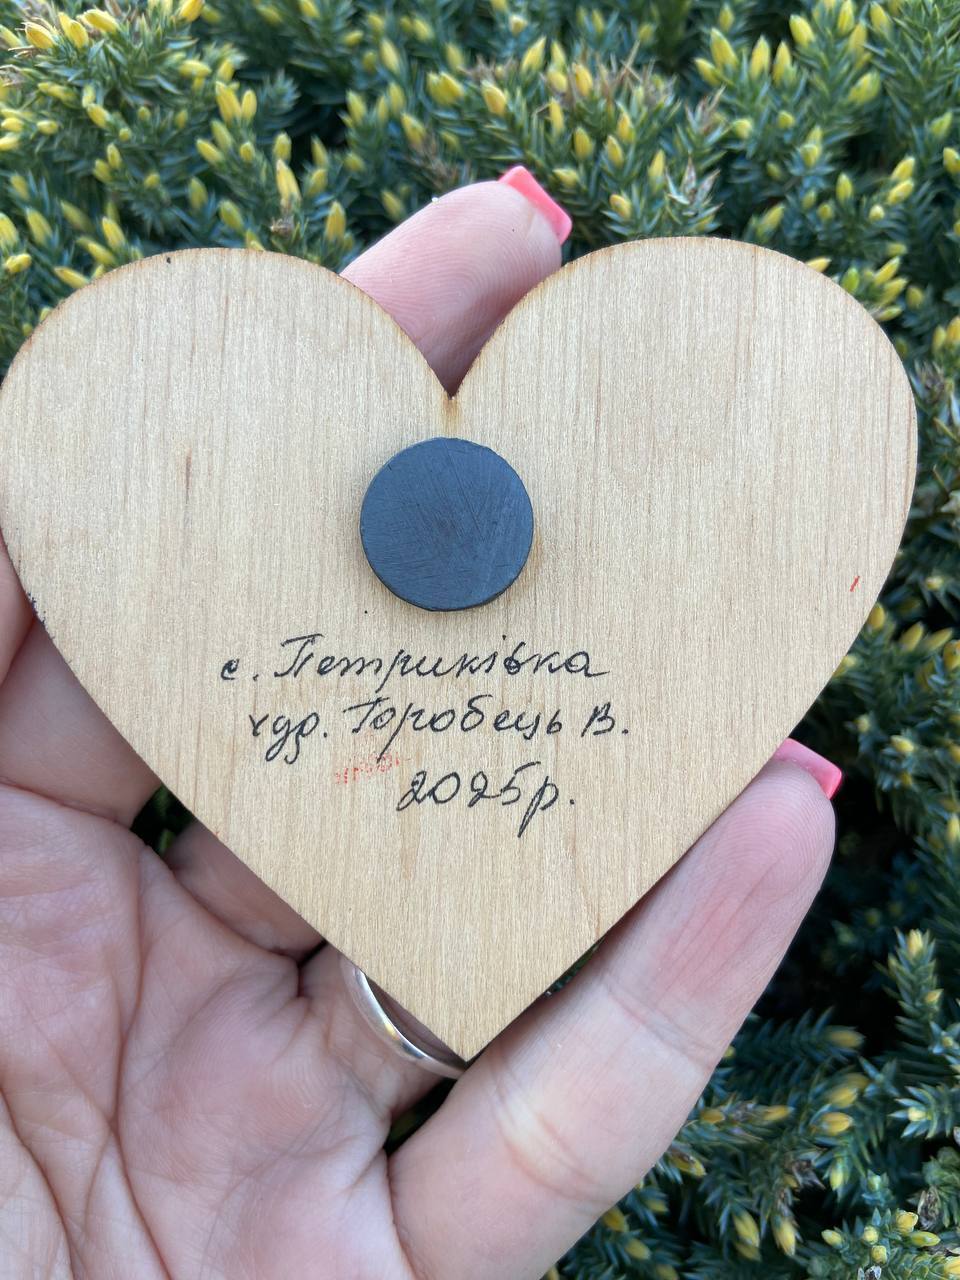 с. Петриківка
худ. Горобець В.
2025р.